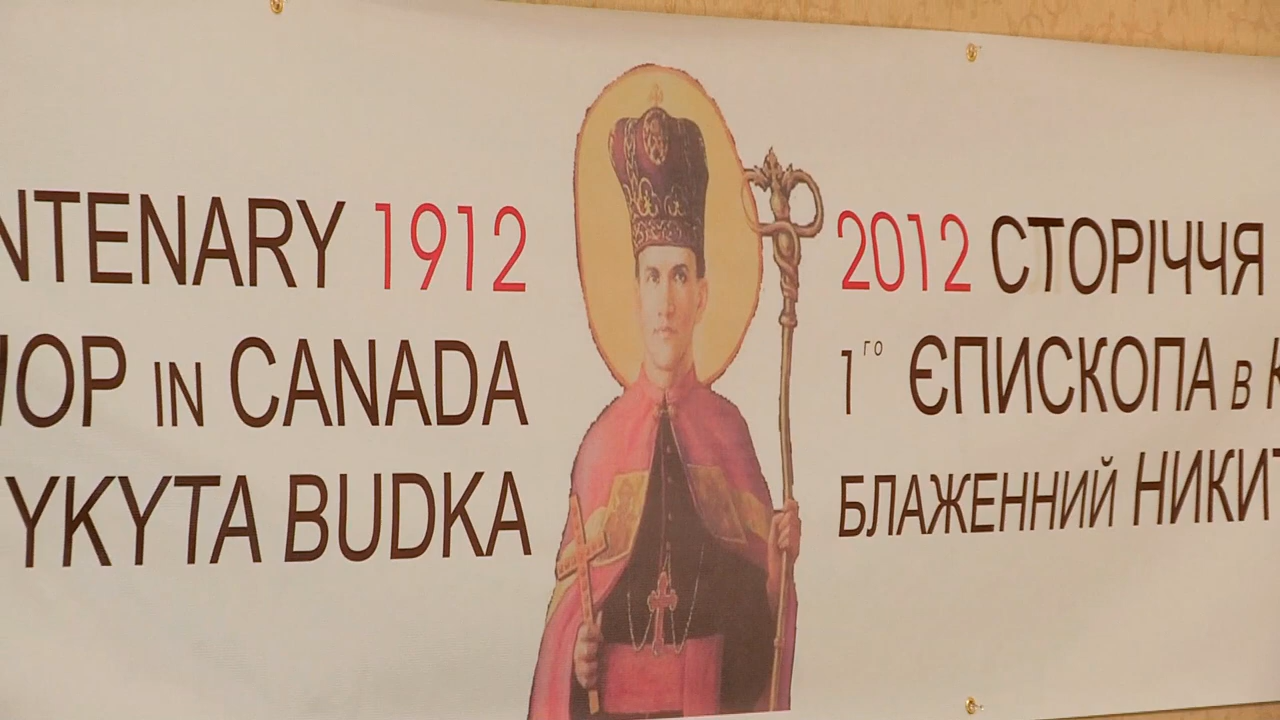 NTENARY 1912
OP IN CANADA
YKYTA BUDKA
2012 СТОРІЧЧЯ
1го ЄПИСКОПА в К
БЛАЖЕННИЙ НИКИТ